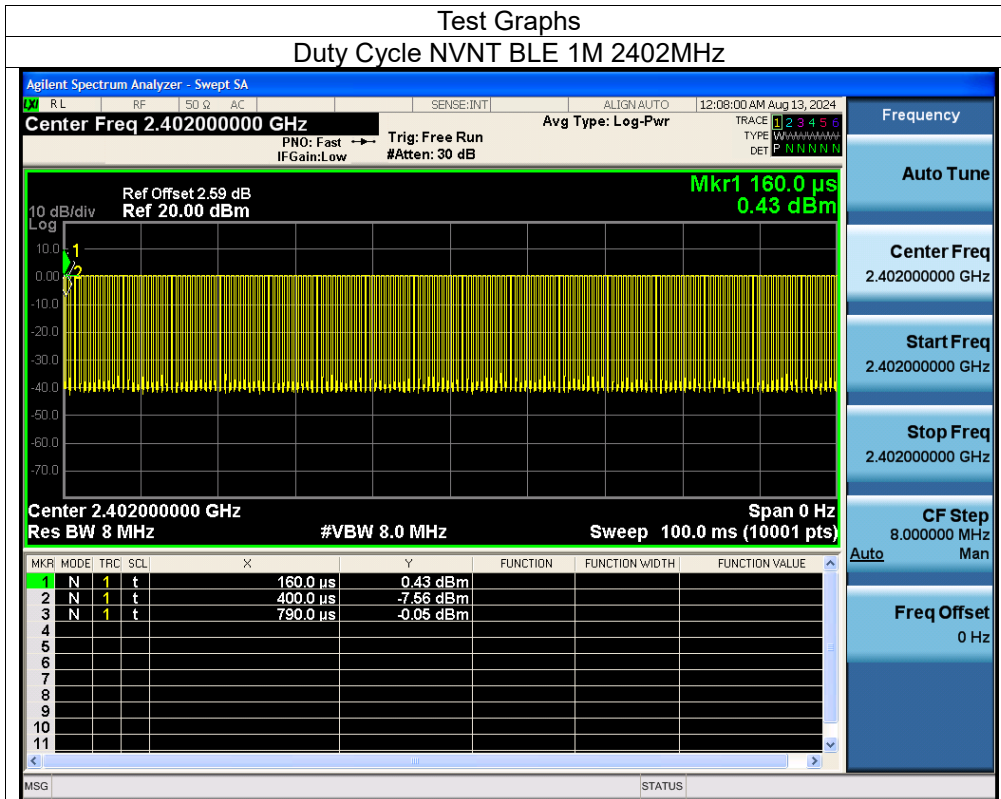 Test Graphs
Duty Cycle NVNT BLE 1M 2402MHz
Agilent Spectrum Analyzer - Swept SA
LXI RL RF 50 Ω AC SENSE:INT ALIGN AUTO 12:08:00 AM Aug 13, 2024
Center Freq 2.402000000 GHz Avg Type: Log-Pwr TRACE 1 2 3 4 5 6
PNO: Fast Trig: Free Run TYPE WWWWWW
IFGain:Low #Atten: 30 dB DET P N N N N N
Mkr1 160.0 µs
0.43 dBm
Ref Offset 2.59 dB
10 dB/div Ref 20.00 dBm
Log
10.0
1
2
0.00
-10.0
-20.0
-30.0
-40.0
-50.0
-60.0
-70.0
Center 2.402000000 GHz Span 0 Hz
Res BW 8 MHz #VBW 8.0 MHz Sweep 100.0 ms (10001 pts)
MKR MODE TRC SCL X Y FUNCTION FUNCTION WIDTH FUNCTION VALUE
1 N 1 t 160.0 µs 0.43 dBm
2 N 1 t 400.0 µs -7.56 dBm
3 N 1 t 790.0 µs -0.05 dBm
4
5
6
7
8
9
10
11
MSG STATUS
Frequency
Auto Tune
Center Freq
2.402000000 GHz
Start Freq
2.402000000 GHz
Stop Freq
2.402000000 GHz
CF Step
8.000000 MHz
Auto Man
Freq Offset
0 Hz